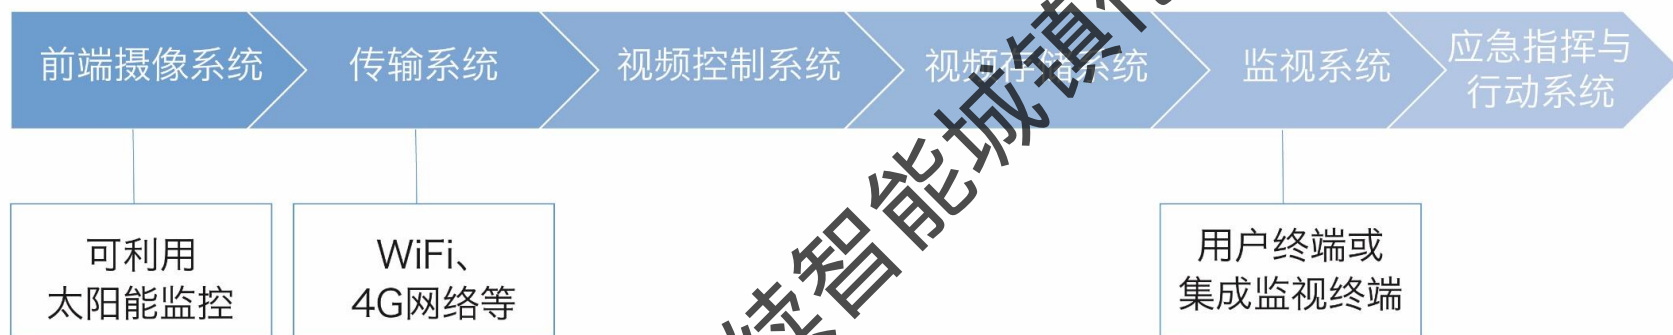 前端摄像系统
传输系统
视频控制系统
视频存储系统
监视系统
应急指挥与
行动系统
可利用
太阳能监控
WiFi、
4G网络等
用户终端或
集成监视终端
续智能城镇